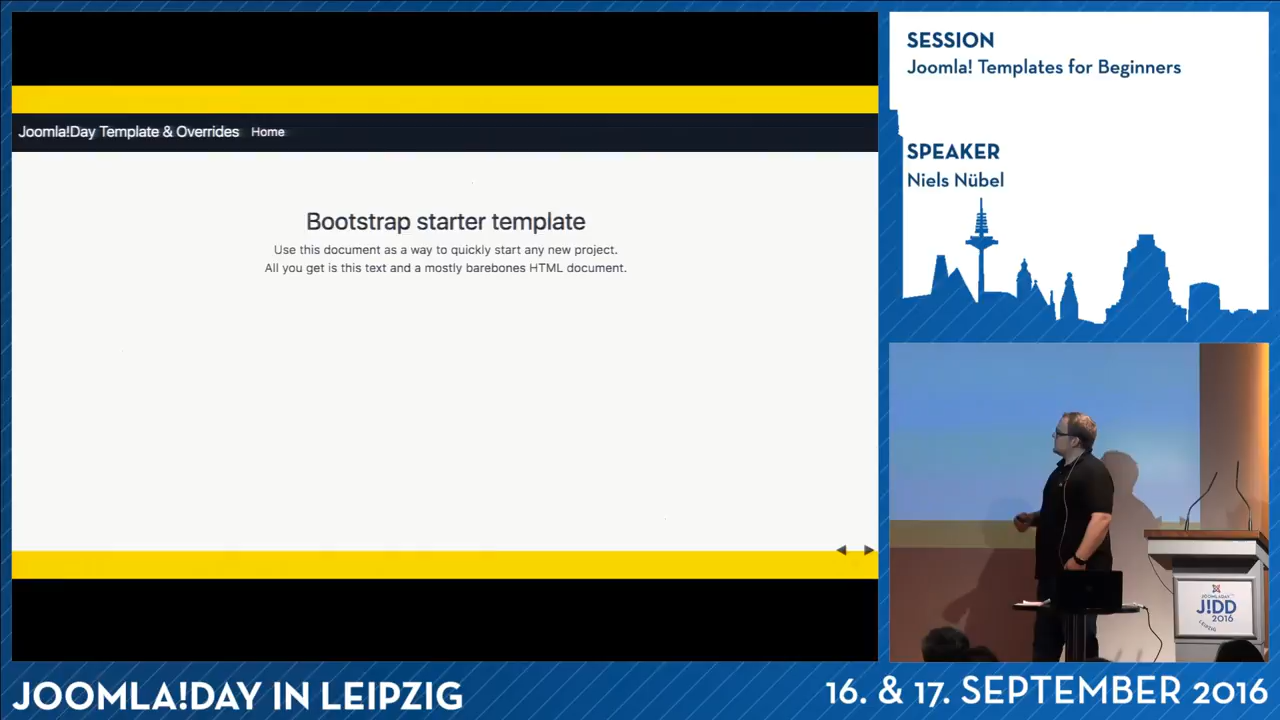 Joomla!Day Template & Overrides Home
Bootstrap starter template
Use this document as a way to quickly start any new project.
All you get is this text and a mostly barebones HTML document.
SESSION
Joomla! Templates for Beginners
SPEAKER
Niels Nübel
JOOMLADAY
J!DD
2016
LEIPZIG
JOOMLA!DAY IN LEIPZIG
16. & 17. SEPTEMBER 2016